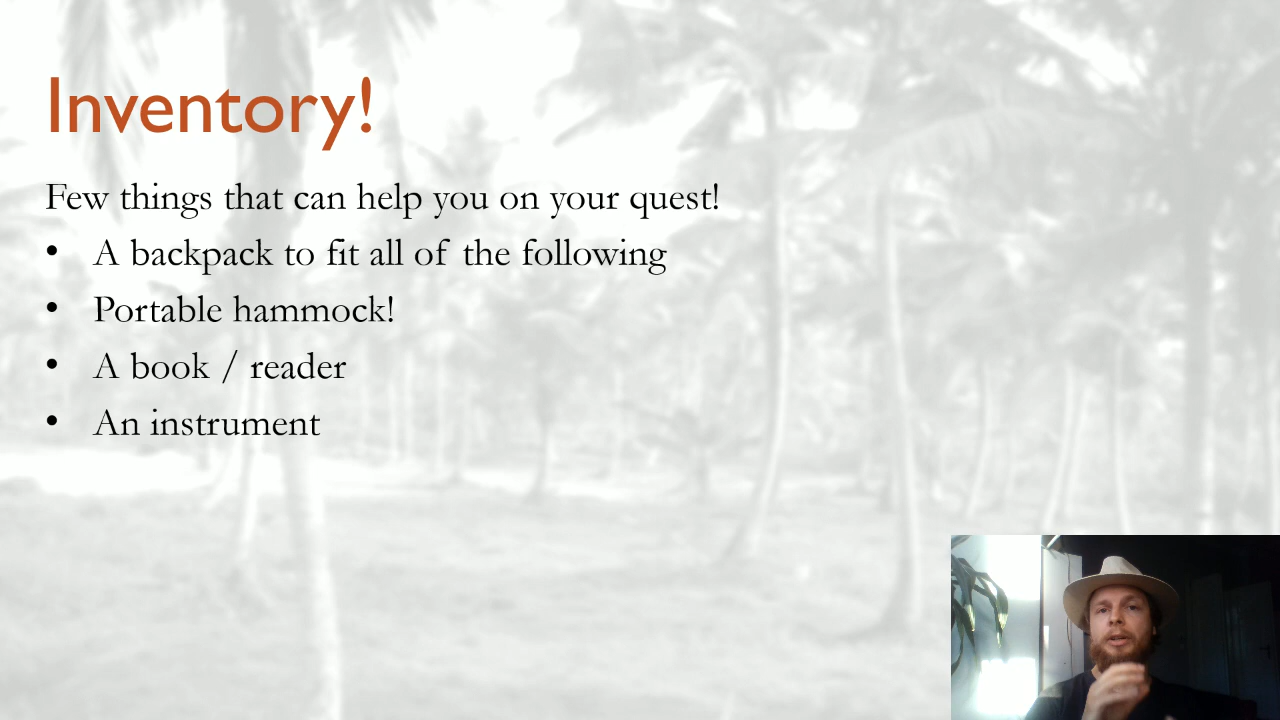 Inventory!
Few things that can help you on your quest!
• A backpack to fit all of the following
• Portable hammock!
• A book / reader
• An instrument